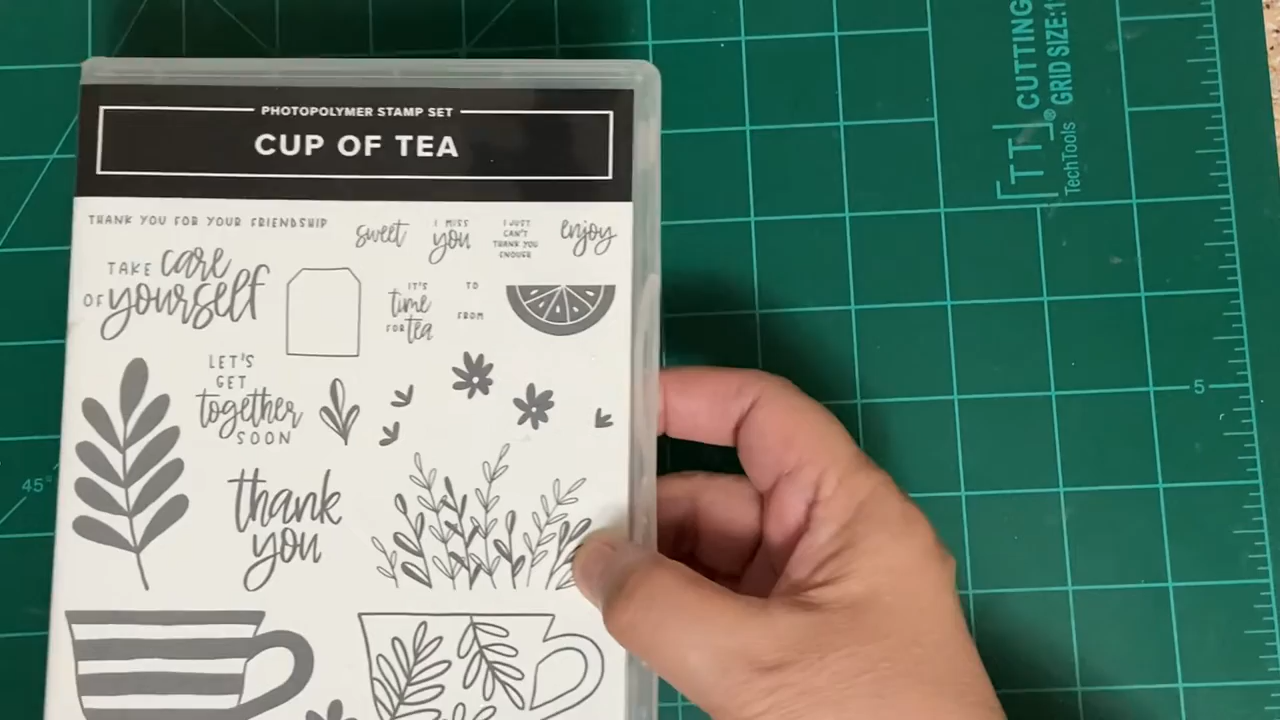 PHOTOPOLYMER STAMP SET
CUP OF TEA
THANK YOU FOR YOUR FRIENDSHIP
sweet
I MISS
you
I JUST
CAN'T
THANK YOU
ENOUGH
enjoy
TAKE care
OF yourself
IT'S
time
FOR tea
TO
FROM
LET'S
GET
together
SOON
thank
you
45°
5
TT®
TechTools
CUTTING
GRID SIZE:1